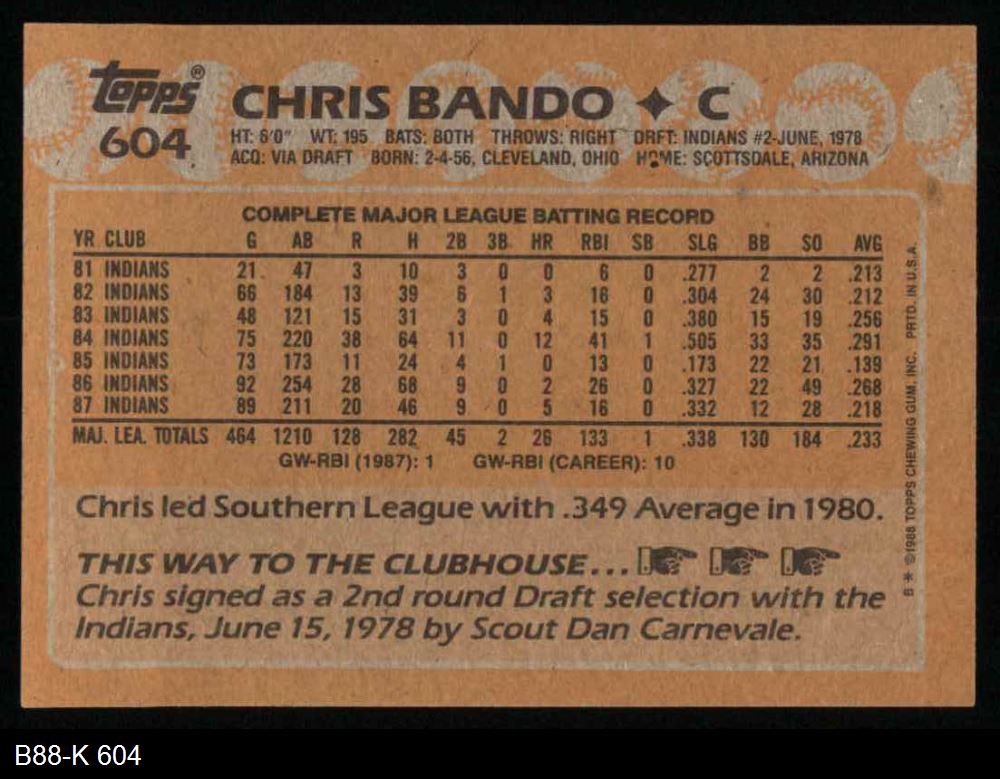 topps®
604
CHRIS BANDO ✦ C
HT: 6'0" WT: 195 BATS: BOTH THROWS: RIGHT DRFT: INDIANS #2-JUNE, 1978
ACQ: VIA DRAFT BORN: 2-4-56, CLEVELAND, OHIO HOME: SCOTTSDALE, ARIZONA
COMPLETE MAJOR LEAGUE BATTING RECORD
YR CLUB G AB R H 2B 3B HR RBI SB SLG BB SO AVG
81 INDIANS 21 47 3 10 3 0 0 6 0 .277 2 2 .213
82 INDIANS 66 184 13 39 6 1 3 16 0 .304 24 30 .212
83 INDIANS 48 121 15 31 3 0 4 15 0 .380 15 19 .256
84 INDIANS 75 220 38 64 11 0 12 41 1 .505 33 35 .291
85 INDIANS 73 173 11 24 4 1 0 13 0 .173 22 21 .139
86 INDIANS 92 254 28 68 9 0 2 26 0 .327 22 49 .268
87 INDIANS 89 211 20 46 9 0 5 16 0 .332 12 28 .218
MAJ. LEA. TOTALS 464 1210 128 282 45 2 26 133 1 .338 130 184 .233
GW-RBI (1987): 1 GW-RBI (CAREER): 10
Chris led Southern League with .349 Average in 1980.
THIS WAY TO THE CLUBHOUSE...
Chris signed as a 2nd round Draft selection with the
Indians, June 15, 1978 by Scout Dan Carnevale.
B* ©1988 TOPPS CHEWING GUM, INC. PRTD. IN U.S.A.
B88-K 604